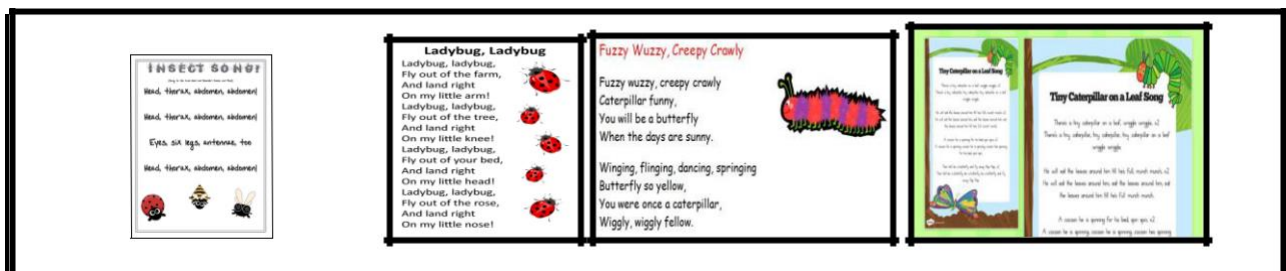 INSECT SONG!
Head, thorax, abdomen, abdomen!
Head, thorax, abdomen, abdomen!
Eyes, six legs, antennae, too
Head, thorax, abdomen, abdomen!
Ladybug, Ladybug
Ladybug, ladybug,
Fly out of the farm,
And land right
On my little arm!
Ladybug, ladybug,
Fly out of the tree,
And land right
On my little knee!
Ladybug, ladybug,
Fly out of your bed,
And land right
On my little head!
Ladybug, ladybug,
Fly out of the rose,
And land right
On my little nose!
Fuzzy Wuzzy, Creepy Crawly
Fuzzy wuzzy, creepy crawly
Caterpillar funny,
You will be a butterfly
When the days are sunny.
Winging, flinging, dancing, springing
Butterfly so yellow,
You were once a caterpillar,
Wiggly, wiggly fellow.
Tiny Caterpillar on a Leaf Song
Tiny Caterpillar on a Leaf Song
There's a tiny caterpillar on a leaf, wriggle wriggle, x2
There's a tiny caterpillar, tiny caterpillar, tiny caterpillar on a leaf
wriggle wriggle.
He will eat the leaves around him till he's full, munch munch, x2
He will eat the leaves around him, eat the leaves around him, eat
the leaves around him till he's full, munch munch.
A cocoon he is spinning for his bed, spin spin, x2
A cocoon he is spinning, cocoon he is spinning, cocoon he is spinning